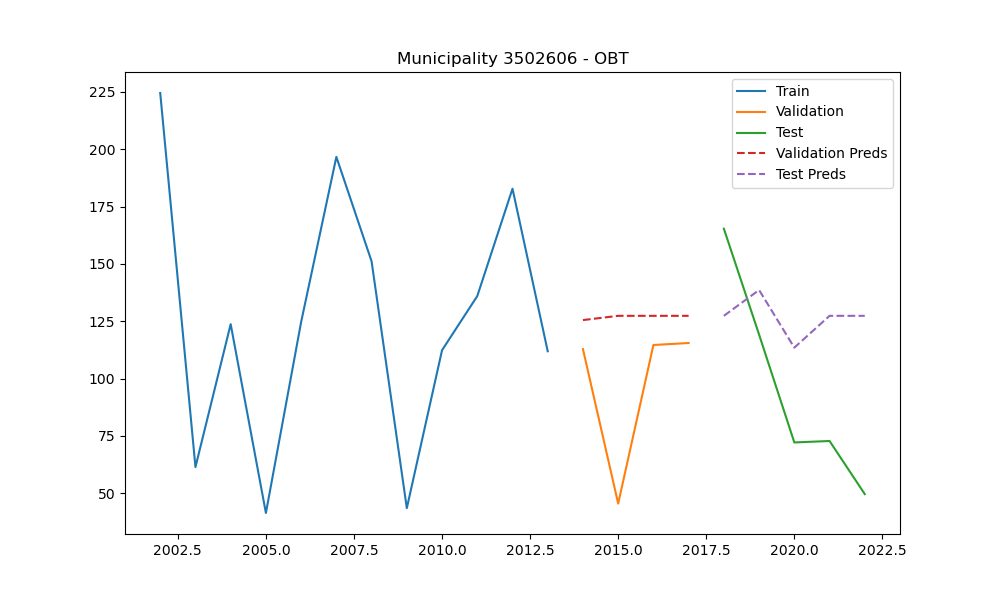 Municipality 3502606 - OBT
Train
Validation
Test
Validation Preds
Test Preds
225
200
175
150
125
100
75
50
2002.5 2005.0 2007.5 2010.0 2012.5 2015.0 2017.5 2020.0 2022.5